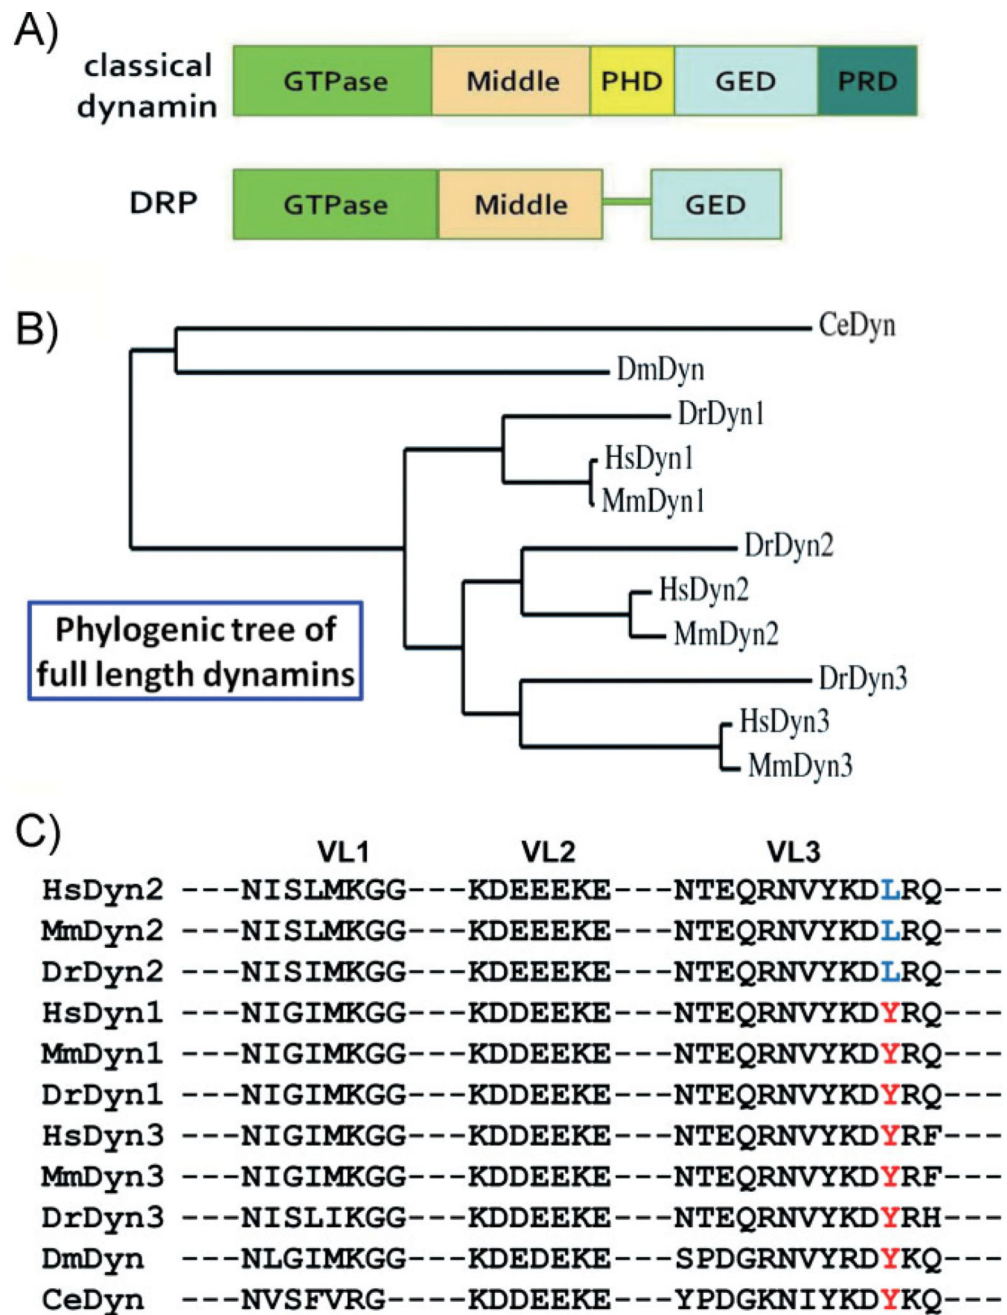 A)
classical
dynamin
GTPase Middle PHD GED PRD
DRP
GTPase Middle GED
B)
CeDyn
DmDyn
DrDyn1
HsDyn1
MmDyn1
DrDyn2
HsDyn2
MmDyn2
DrDyn3
HsDyn3
MmDyn3
Phylogenic tree of
full length dynamins
C)
VL1 VL2 VL3
HsDyn2 ---NISLMKGG----KDEEEKE---NTEQRNVYKDLRQ---
MmDyn2 ---NISLMKGG----KDEEEKE---NTEQRNVYKDLRQ---
DrDyn2 ---NISIMKGG----KDEEEKE---NTEQRNVYKDLRQ---
HsDyn1 ---NIGIMKGG----KDDEEKE---NTEQRNVYKDYRQ---
MmDyn1 ---NIGIMKGG----KDDEEKE---NTEQRNVYKDYRQ---
DrDyn1 ---NIGIMKGG----KDDEEKE---NTEQRNVYKDYRQ---
HsDyn3 ---NIGIMKGG----KDDEEKE---NTEQRNVYKDYRF---
MmDyn3 ---NIGIMKGG----KDDEEKE---NTEQRNVYKDYRF---
DrDyn3 ---NISLIKGG----KDDEEKE---NTEQRNVYKDYRH---
DmDyn ---NLGIMKGG----KDEDEKE---SPDGRNVYRDYKQ---
CeDyn ---NVSFVRG-----KDDEEKE---YPDGKNIYKDYKQ---